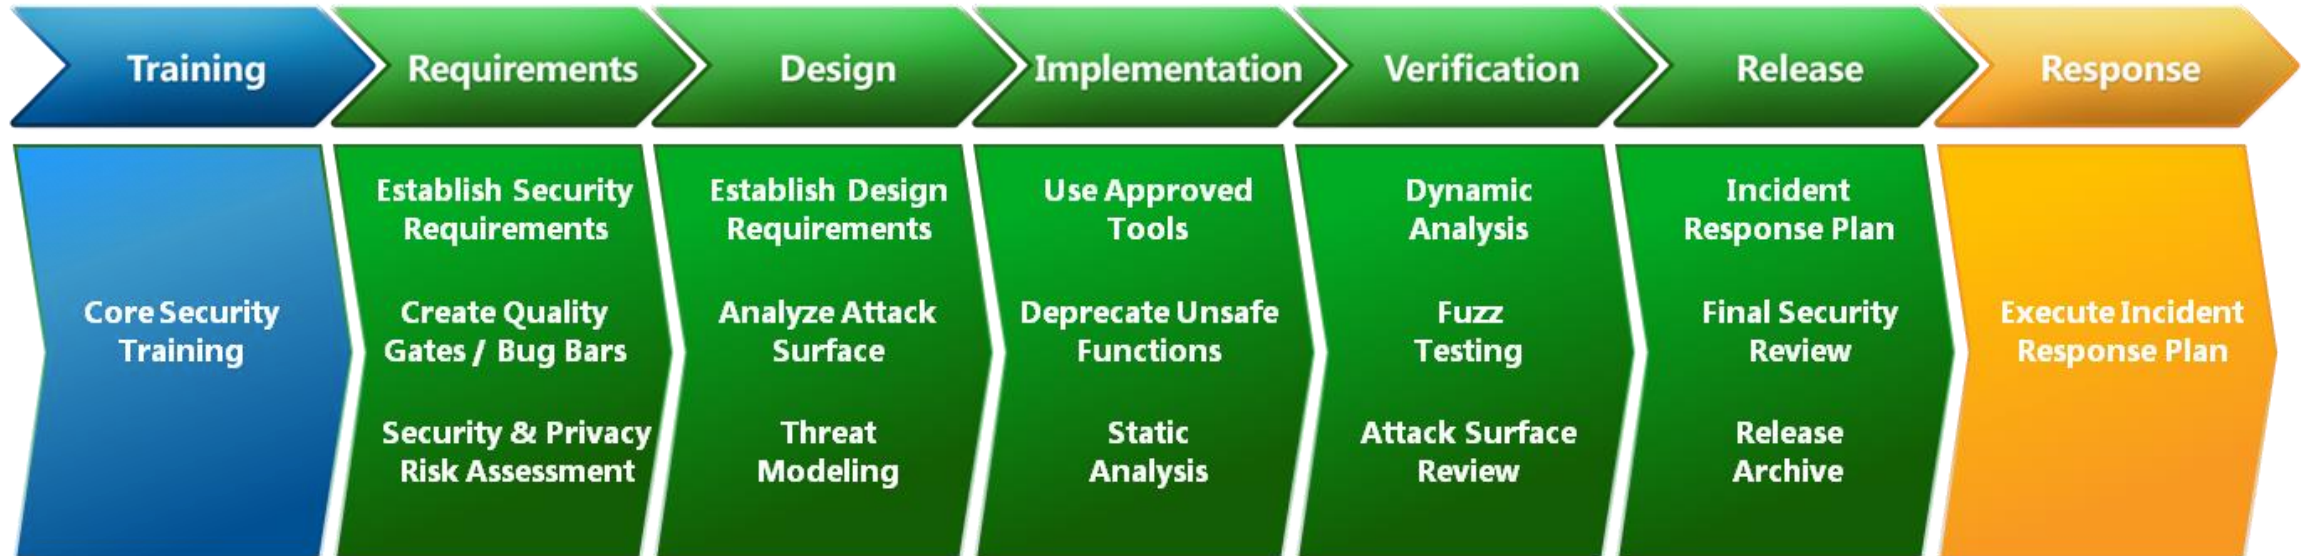 Training
Requirements
Design
Implementation
Verification
Release
Response
Core Security
Training
Establish Security
Requirements
Create Quality
Gates / Bug Bars
Security & Privacy
Risk Assessment
Establish Design
Requirements
Analyze Attack
Surface
Threat
Modeling
Use Approved
Tools
Deprecate Unsafe
Functions
Static
Analysis
Dynamic
Analysis
Fuzz
Testing
Attack Surface
Review
Incident
Response Plan
Final Security
Review
Release
Archive
Execute Incident
Response Plan